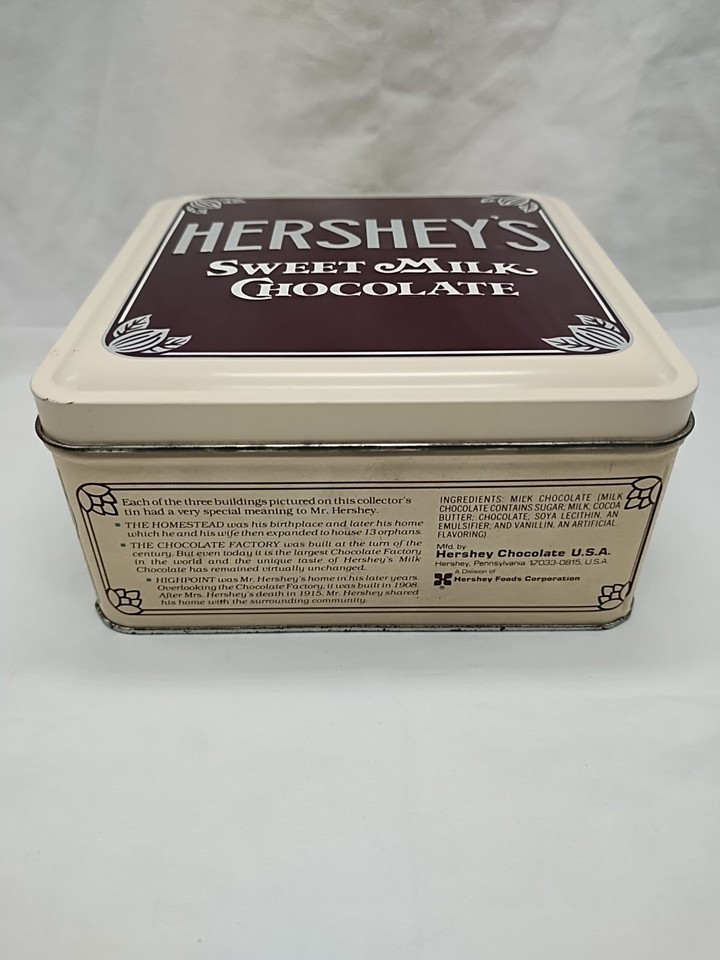 HERSHEY'S
SWEET MILK
CHOCOLATE
Each of the three buildings pictured on this collector's
tin had a very special meaning to Mr. Hershey.
THE HOMESTEAD was his birthplace and later his home
which he and his wife then expanded to house 13 orphans.
THE CHOCOLATE FACTORY was built at the turn of the
century. But even today it is the largest Chocolate Factory
in the world and the unique taste of Hershey's Milk
Chocolate has remained virtually unchanged.
HIGHPOINT was Mr. Hershey's home in his later years.
Overlooking the Chocolate Factory, it was built in 1908.
After Mrs. Hershey's death in 1915, Mr. Hershey shared
his home with the surrounding community.
INGREDIENTS: MILK CHOCOLATE (MILK
CHOCOLATE CONTAINS SUGAR; MILK; COCOA
BUTTER; CHOCOLATE; SOYA LECITHIN, AN
EMULSIFIER; AND VANILLIN, AN ARTIFICIAL
FLAVORING).
Mfd. by
Hershey Chocolate U.S.A.
Hershey, Pennsylvania 17033-0815, U.S.A.
A Division of
Hershey Foods Corporation
®